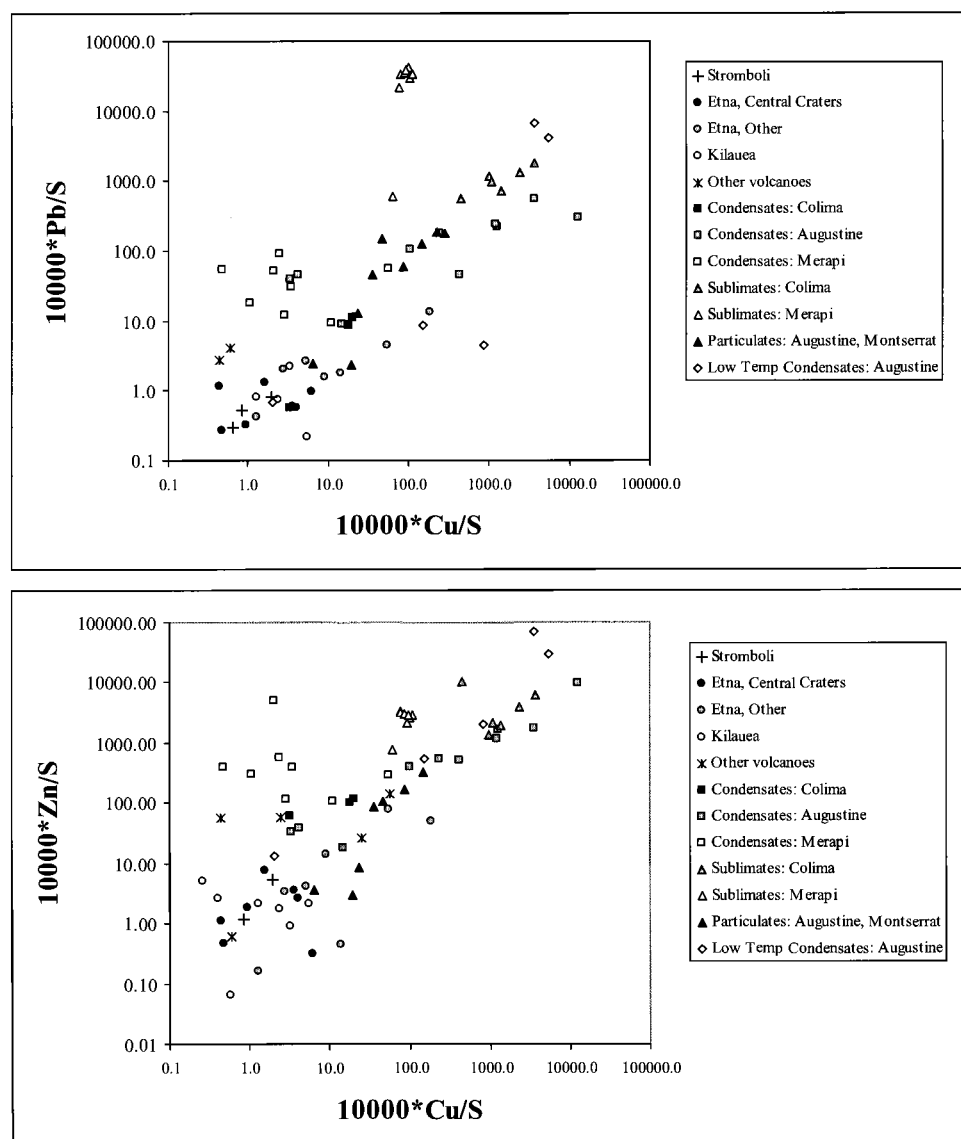 100000.0
10000.0
1000.0
100.0
10.0
1.0
0.1
10000*Pb/S
0.1 1.0 10.0 100.0 1000.0 10000.0 100000.0
10000*Cu/S
Stromboli
Etna, Central Craters
Etna, Other
Kilauea
Other volcanoes
Condensates: Colima
Condensates: Augustine
Condensates: Merapi
Sublimates: Colima
Sublimates: Merapi
Particulates: Augustine, Montserrat
Low Temp Condensates: Augustine
100000.00
10000.00
1000.00
100.00
10.00
1.00
0.10
0.01
10000*Zn/S
0.1 1.0 10.0 100.0 1000.0 10000.0 100000.0
10000*Cu/S
Stromboli
Etna, Central Craters
Etna, Other
Kilauea
Other volcanoes
Condensates: Colima
Condensates: Augustine
Condensates: Merapi
Sublimates: Colima
Sublimates: Merapi
Particulates: Augustine, Montserrat
Low Temp Condensates: Augustine